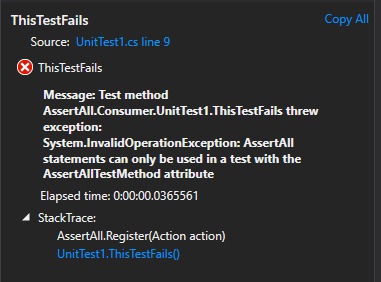 ThisTestFails
Copy All
Source: UnitTest1.cs line 9
ThisTestFails
Message: Test method
AssertAll.Consumer.UnitTest1.ThisTestFails threw
exception:
System.InvalidOperationException: AssertAll
statements can only be used in a test with the
AssertAllTestMethod attribute
Elapsed time: 0:00:00.0365561
StackTrace:
AssertAll.Register(Action action)
UnitTest1.ThisTestFails()